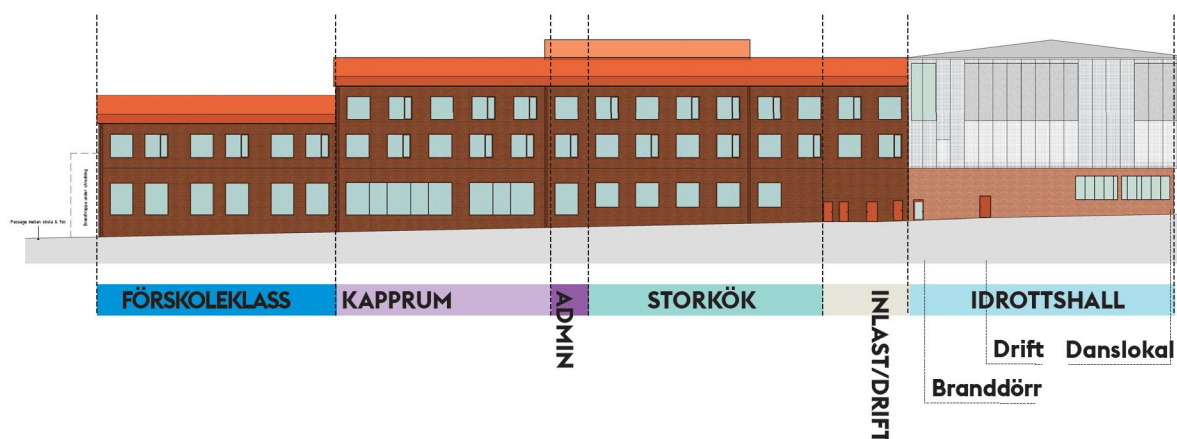 Passage mellan skola & fsk
FÖRSKOLEKLASS
KAPPRUM
ADMIN
STORKÖK
INLAST/DRIFT
IDROTTSHALL
Drift
Danslokal
Branddörr